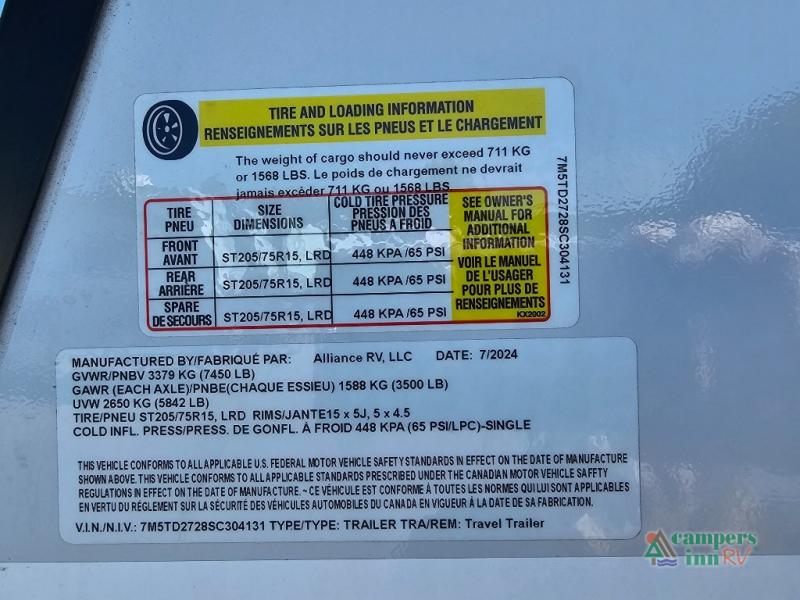 TIRE AND LOADING INFORMATION
RENSEIGNEMENTS SUR LES PNEUS ET LE CHARGEMENT
The weight of cargo should never exceed 711 KG
or 1568 LBS. Le poids de chargement ne devrait
jamais excéder 711 KG ou 1568 LBS.
TIRE PNEU SIZE DIMENSIONS COLD TIRE PRESSURE PRESSION DES PNEUS A FROID
FRONT AVANT ST205/75R15, LRD 448 KPA /65 PSI
REAR ARRIÈRE ST205/75R15, LRD 448 KPA /65 PSI
SPARE DE SECOURS ST205/75R15, LRD 448 KPA /65 PSI
SEE OWNER'S
MANUAL FOR
ADDITIONAL
INFORMATION
VOIR LE MANUEL
DE L'USAGER
POUR PLUS DE
RENSEIGNEMENTS
KX2002
7M5TD2728SC304131
MANUFACTURED BY/FABRIQUÉ PAR: Alliance RV, LLC DATE: 7/2024
GVWR/PNBV 3379 KG (7450 LB)
GAWR (EACH AXLE)/PNBE(CHAQUE ESSIEU) 1588 KG (3500 LB)
UVW 2650 KG (5842 LB)
TIRE/PNEU ST205/75R15, LRD RIMS/JANTE15 x 5J, 5 x 4.5
COLD INFL. PRESS/PRESS. DE GONFL. À FROID 448 KPA (65 PSI/LPC)-SINGLE
THIS VEHICLE CONFORMS TO ALL APPLICABLE U.S. FEDERAL MOTOR VEHICLE SAFETY STANDARDS IN EFFECT ON THE DATE OF MANUFACTURE
SHOWN ABOVE. THIS VEHICLE CONFORMS TO ALL APPLICABLE STANDARDS PRESCRIBED UNDER THE CANADIAN MOTOR VEHICLE SAFETY
REGULATIONS IN EFFECT ON THE DATE OF MANUFACTURE. ~ CE VÉHICULE EST CONFORME À TOUTES LES NORMES QUI LUI SONT APPLICABLES
EN VERTU DU RÈGLEMENT SUR LA SÉCURITÉ DES VÉHICULES AUTOMOBILES DU CANADA EN VIGUEUR À LA DATE DE SA FABRICATION.
V.I.N./N.I.V.: 7M5TD2728SC304131 TYPE/TYPE: TRAILER TRA/REM: Travel Trailer
campers
inn RV